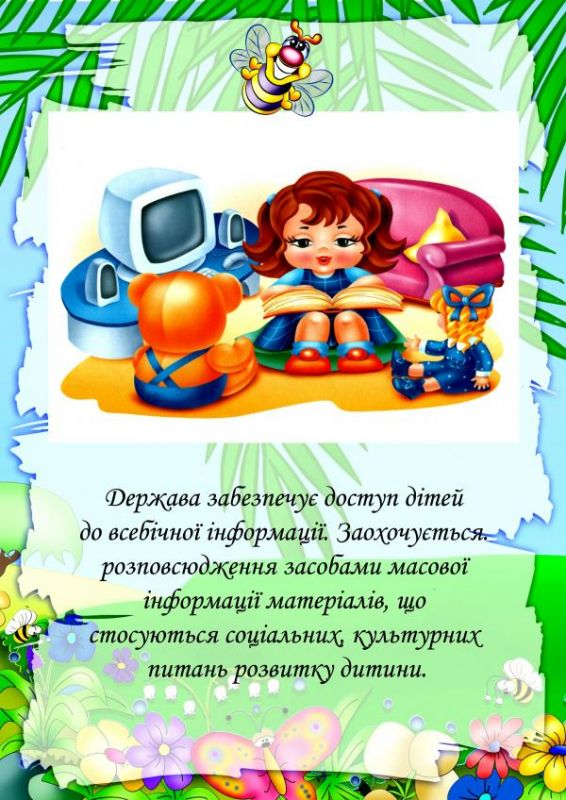 Держава забезпечує доступ дітей
до всебічної інформації. Заохочується.
розповсюдження засобами масової
інформації матеріалів, що
стосуються соціальних, культурних
питань розвитку дитини.